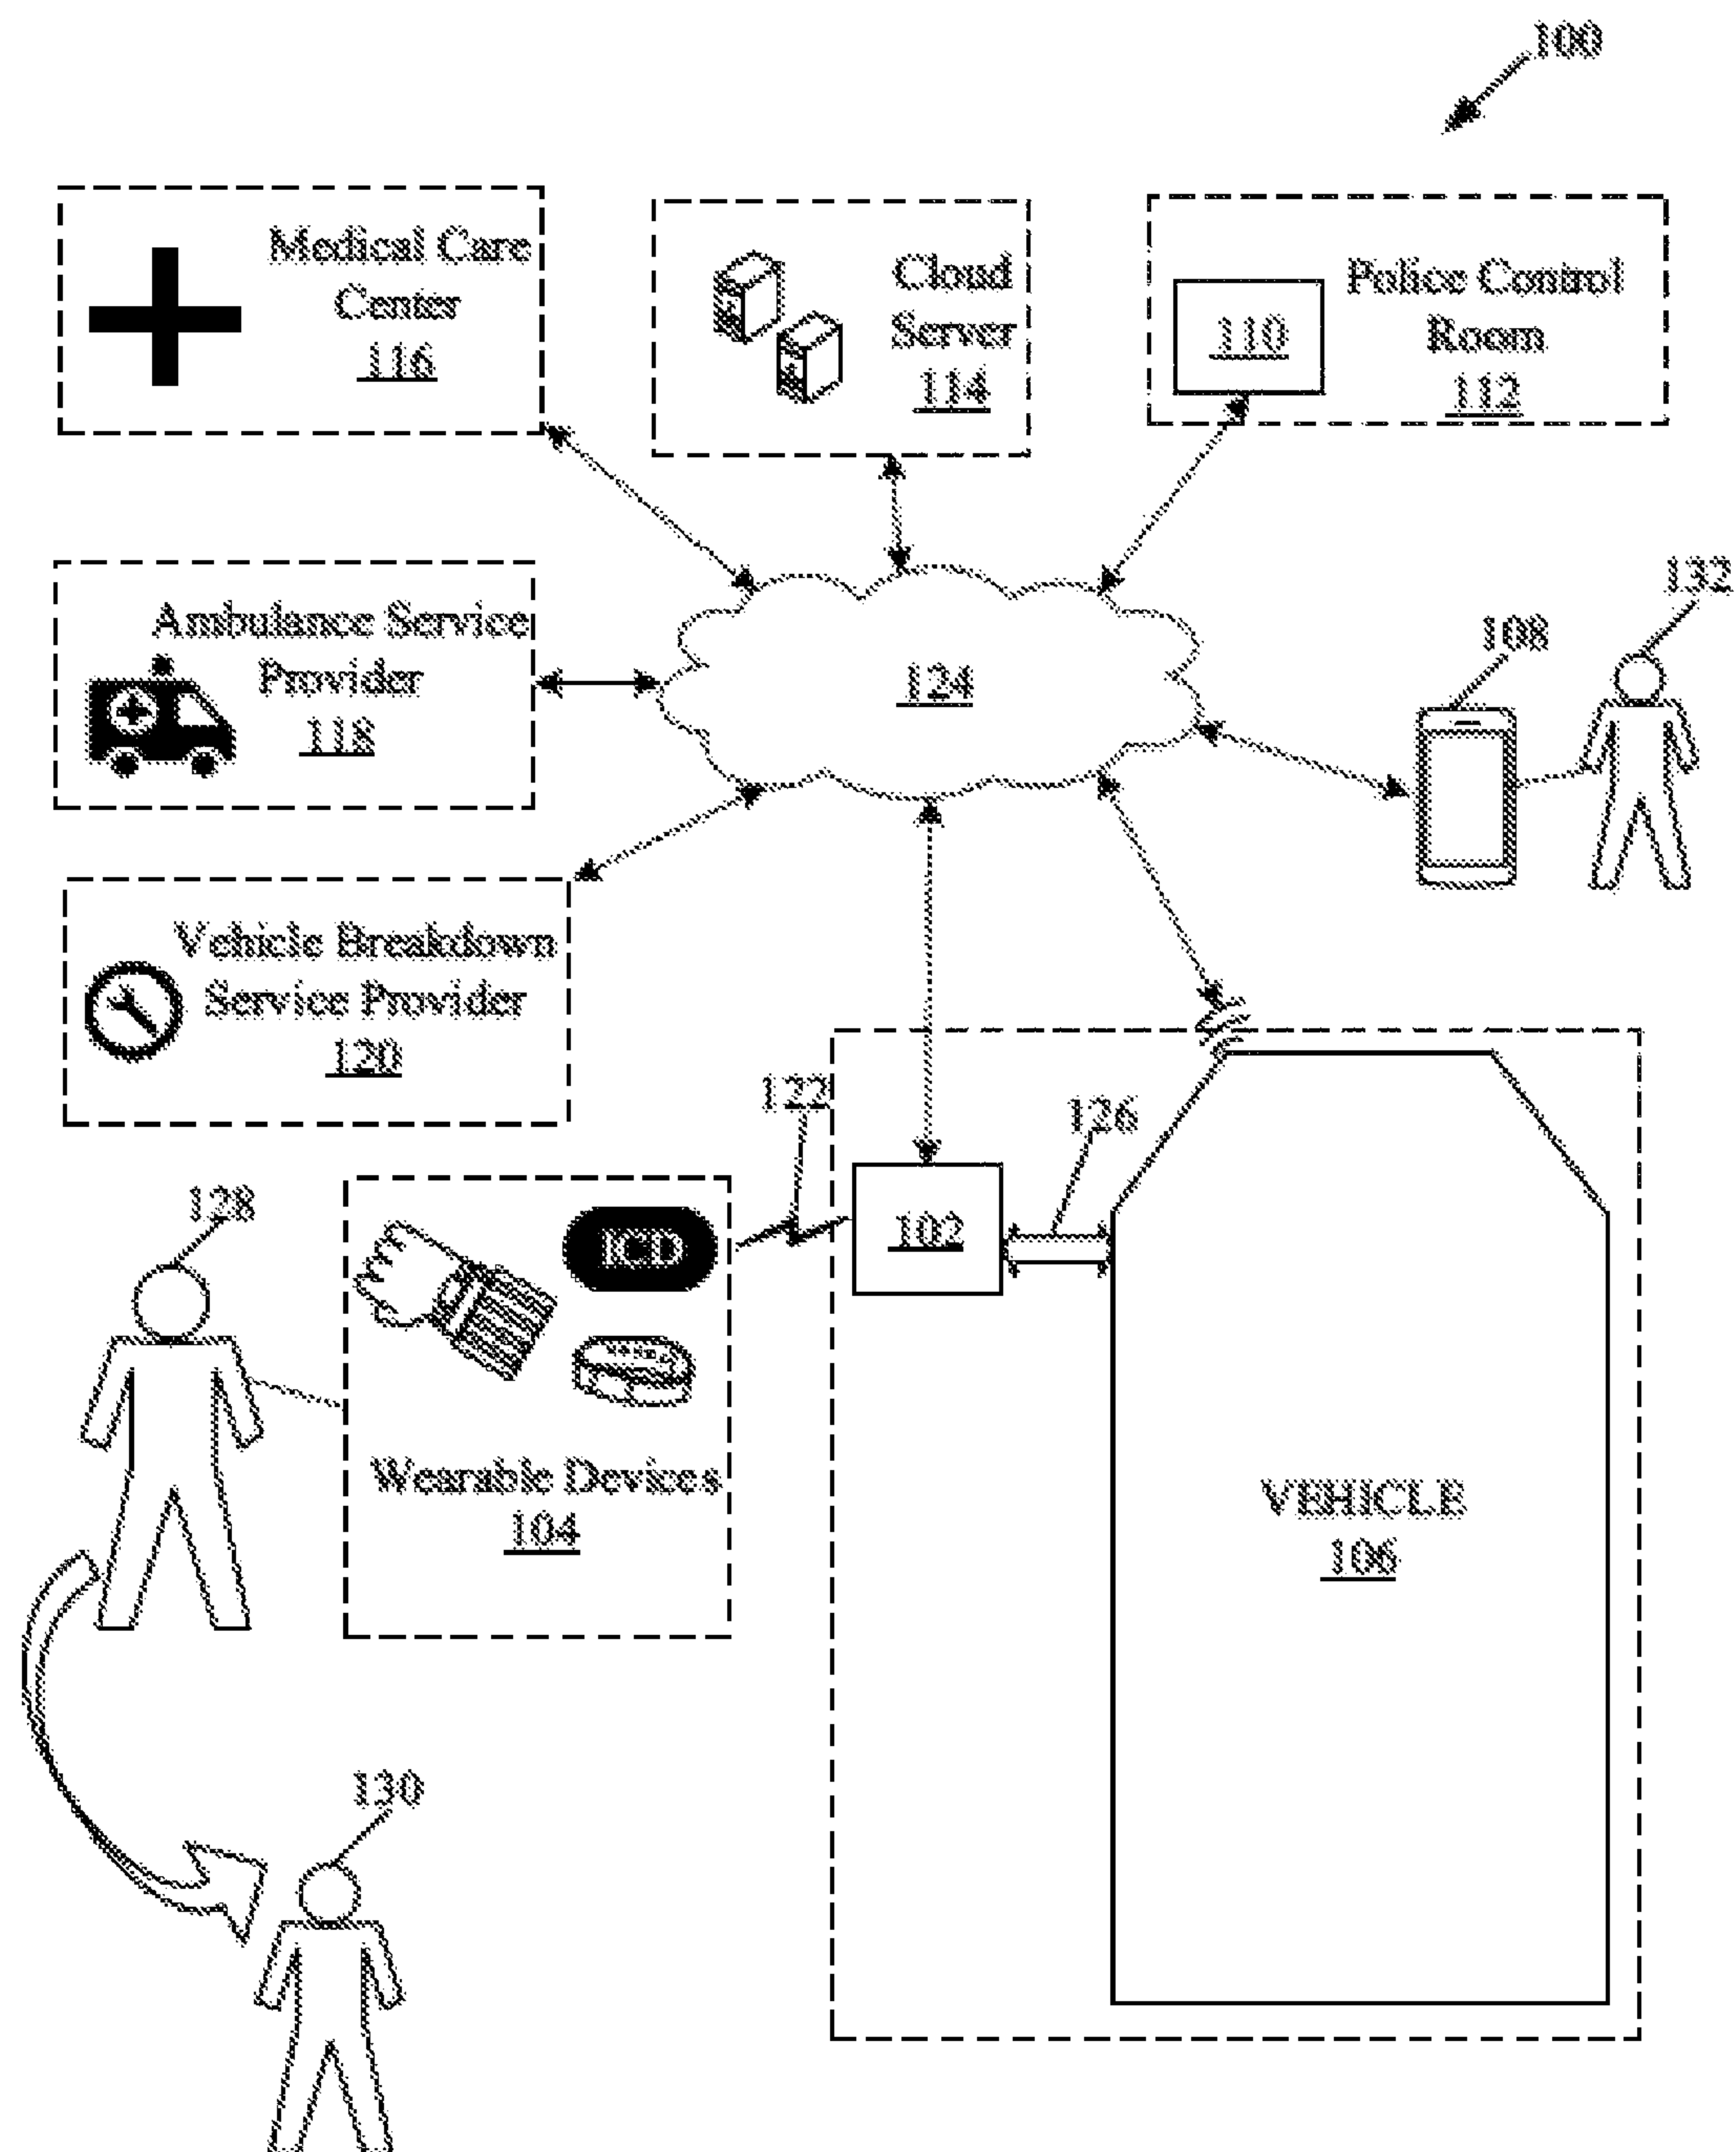 100
Medical Care
Center
116
Cloud
Server
114
110
Police Control
Room
112
Ambulance Service
Provider
118
124
108
132
Vehicle Breakdown
Service Provider
120
122
126
128
ICD
102
Wearable Devices
104
VEHICLE
106
130